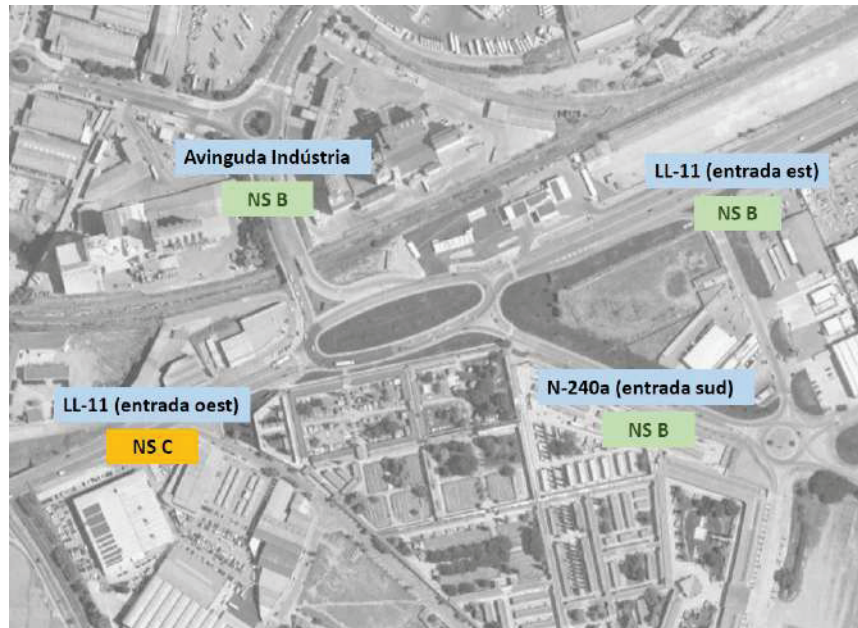 Avinguda Indústria
NS B
LL-11 (entrada est)
NS B
N-240a (entrada sud)
NS B
LL-11 (entrada oest)
NS C